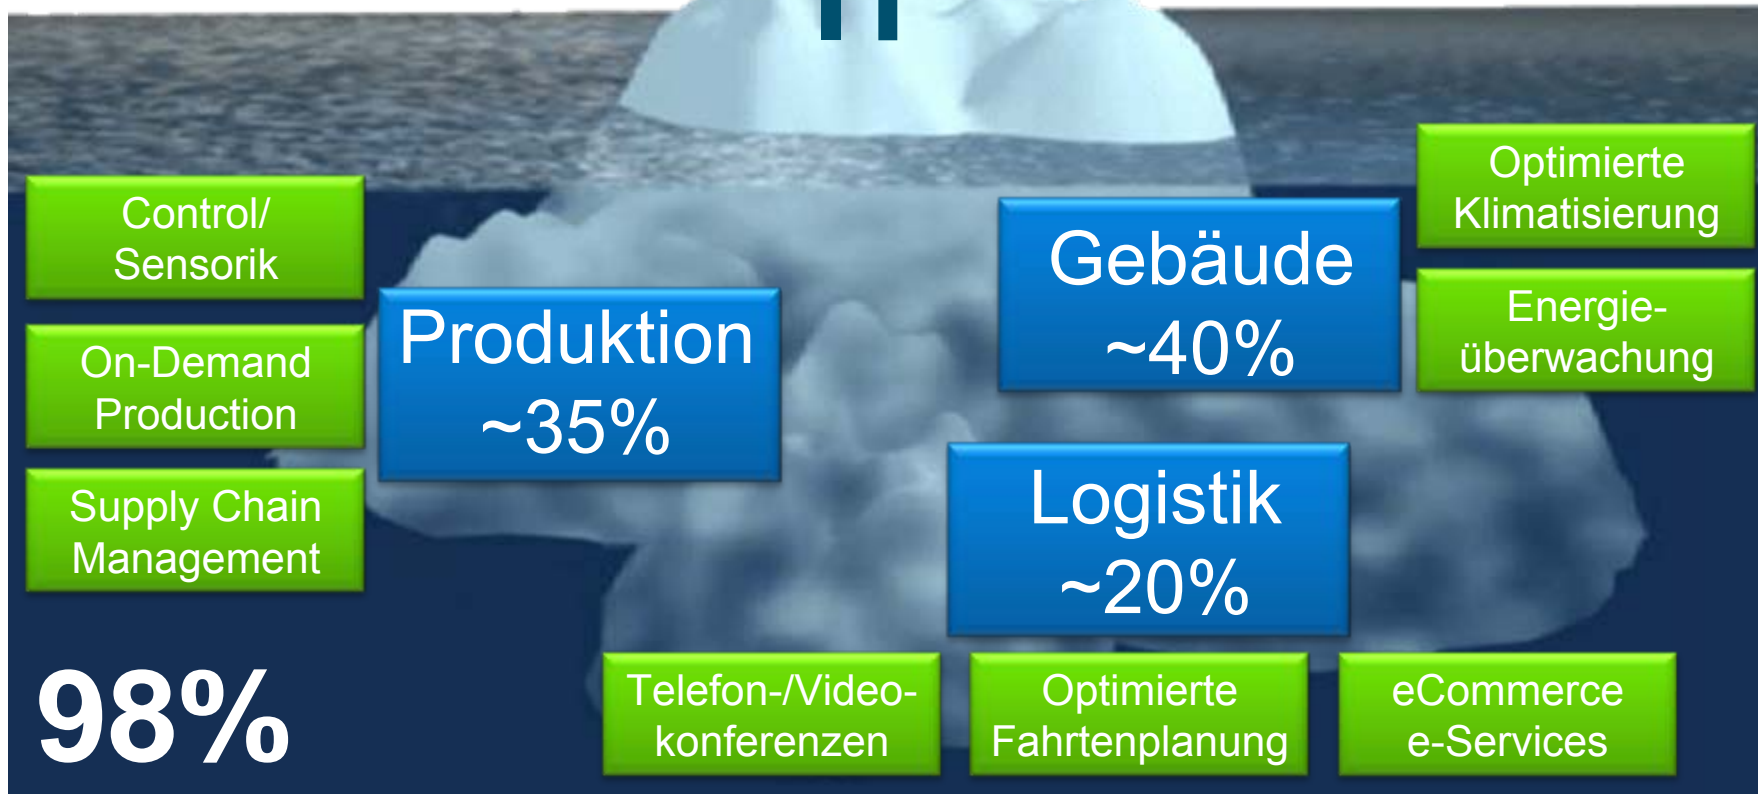 Control/
Sensorik
On-Demand
Production
Supply Chain
Management
Produktion
~35%
Gebäude
~40%
Optimierte
Klimatisierung
Energie-
überwachung
Logistik
~20%
98%
Telefon-/Video-
konferenzen
Optimierte
Fahrtenplanung
eCommerce
e-Services